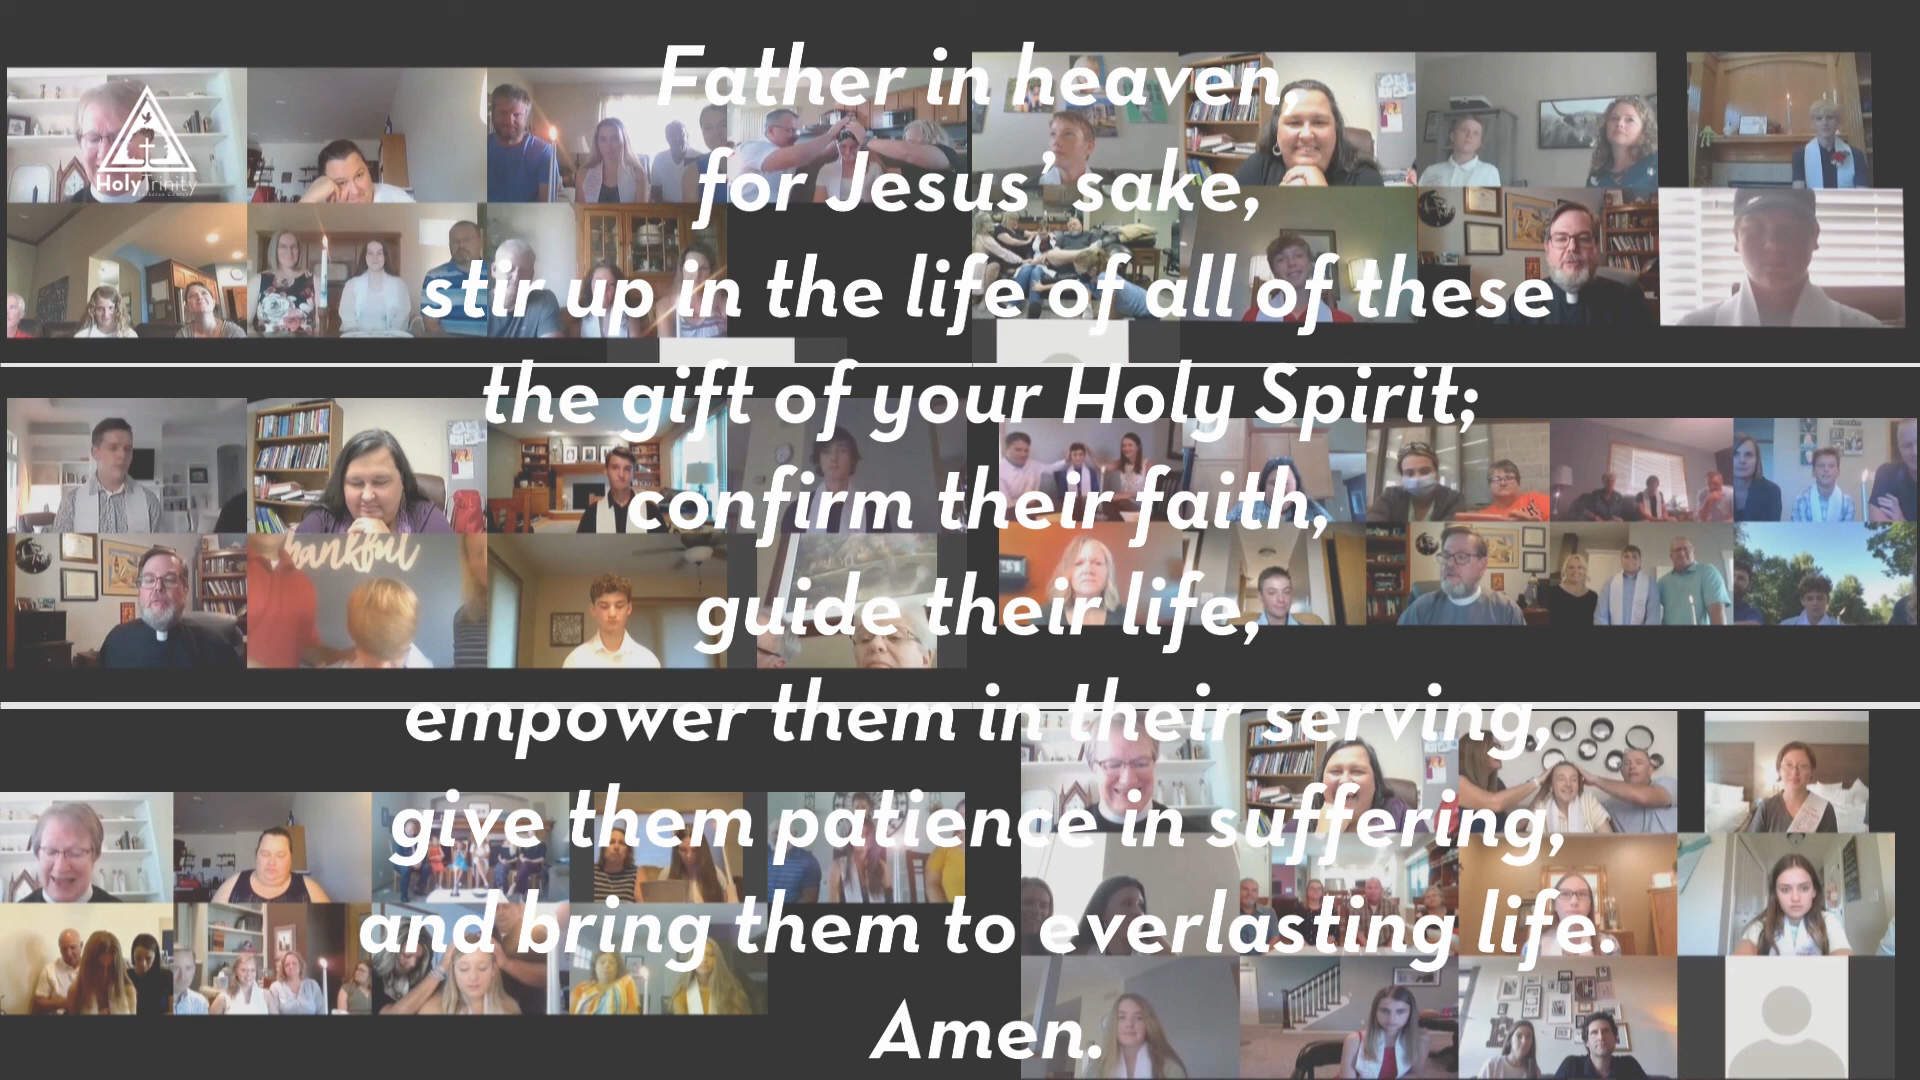 Father in heaven,
for Jesus' sake,
stir up in the life of all of these
the gift of your Holy Spirit;
confirm their faith,
guide their life,
empower them in their serving,
give them patience in suffering,
and bring them to everlasting life.
Amen.
HolyTrinity
hankful